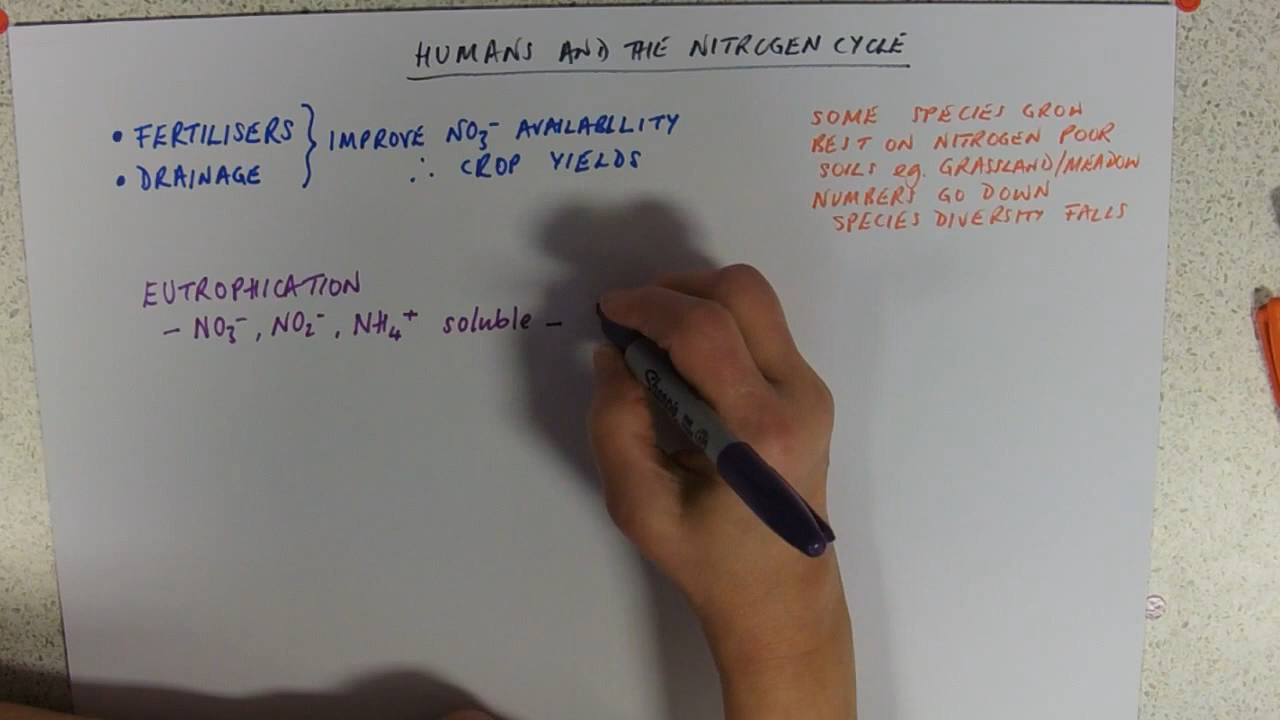 HUMANS AND THE NITROGEN CYCLE
• FERTILISERS } IMPROVE NO3⁻ AVAILABILITY
• DRAINAGE ∴ CROP YIELDS
SOME SPECIES GROW
BEST ON NITROGEN POOR
SOILS eg. GRASSLAND/MEADOW
NUMBERS GO DOWN
SPECIES DIVERSITY FALLS
EUTROPHICATION
- NO3⁻, NO2⁻, NH4⁺ soluble -
Sharpie